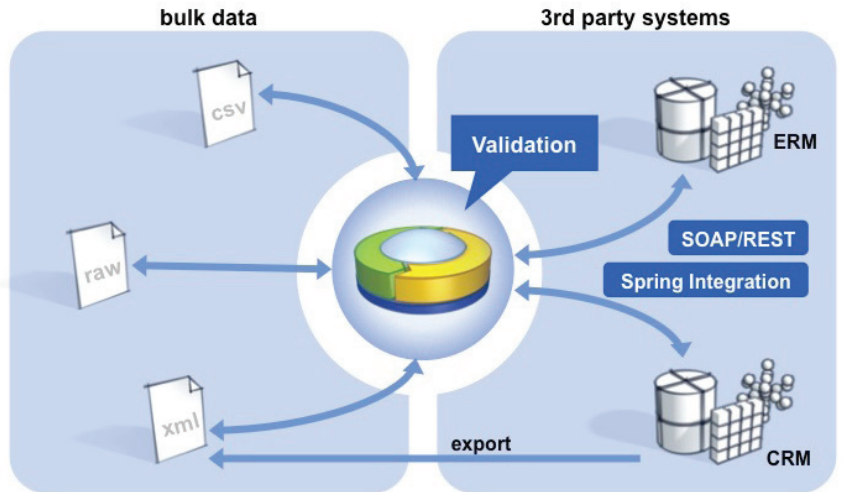 bulk data
3rd party systems
csv
Validation
ERM
raw
SOAP/REST
Spring Integration
xml
export
CRM